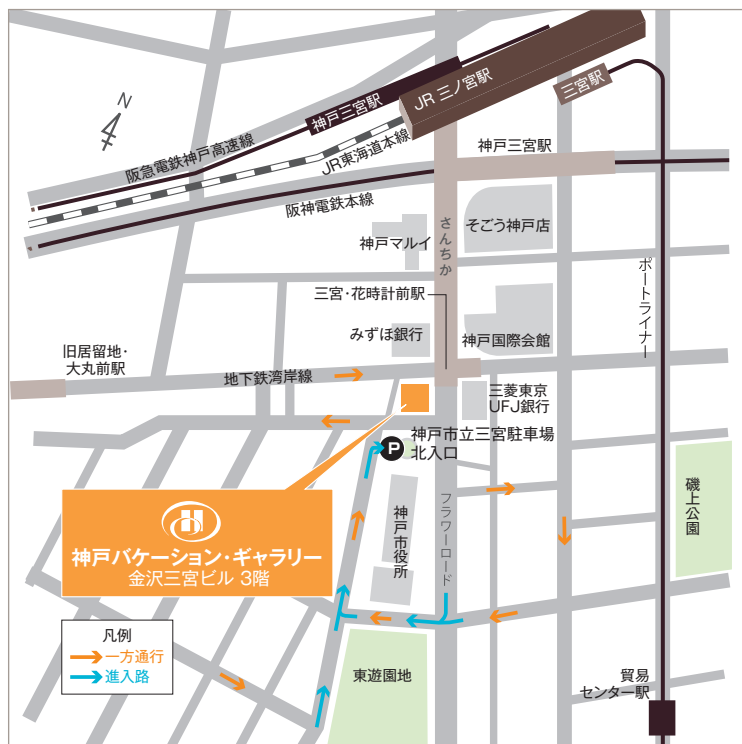 N
JR 三ノ宮駅
三宮駅
神戸三宮駅
阪急電鉄神戸高速線
JR東海道本線
神戸三宮駅
阪神電鉄本線
さんちか
そごう神戸店
神戸マルイ
ポートライナー
三宮・花時計前駅
みずほ銀行
神戸国際会館
旧居留地・
大丸前駅
地下鉄湾岸線
三菱東京
UFJ銀行
神戸市立三宮駐車場
北入口
P
磯上公園
フラワーロード
神戸市役所
H
神戸バケーション・ギャラリー
金沢三宮ビル 3階
凡例
一方通行
進入路
東遊園地
貿易
センター駅